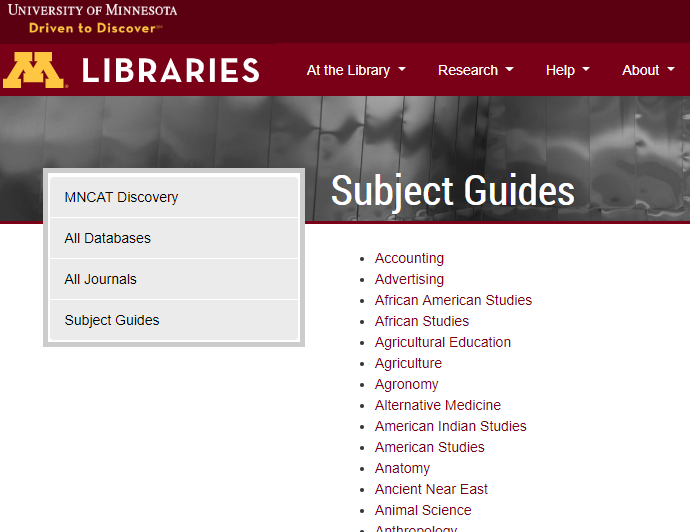 UNIVERSITY OF MINNESOTA
Driven to Discover℠
M® LIBRARIES
At the Library
Research
Help
About
Subject Guides
MNCAT Discovery
All Databases
All Journals
Subject Guides
Accounting
Advertising
African American Studies
African Studies
Agricultural Education
Agriculture
Agronomy
Alternative Medicine
American Indian Studies
American Studies
Anatomy
Ancient Near East
Animal Science
Anthropology